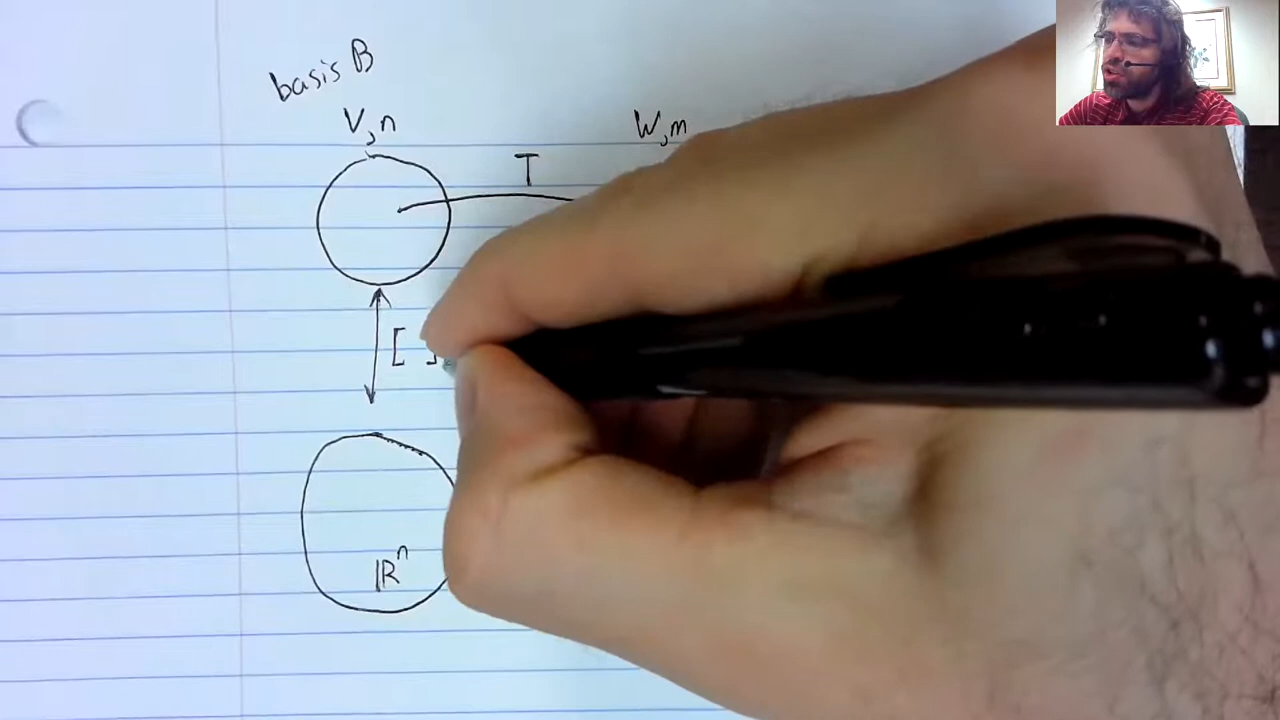 basis B
V,n W,m
T
[ ]
ℝⁿ